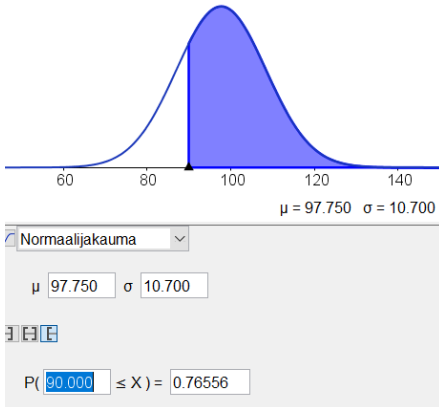 60 80 100 120 140
μ = 97.750 σ = 10.700
Normaalijakauma
μ 97.750 σ 10.700
P( 90.000 ≤ X ) = 0.76556